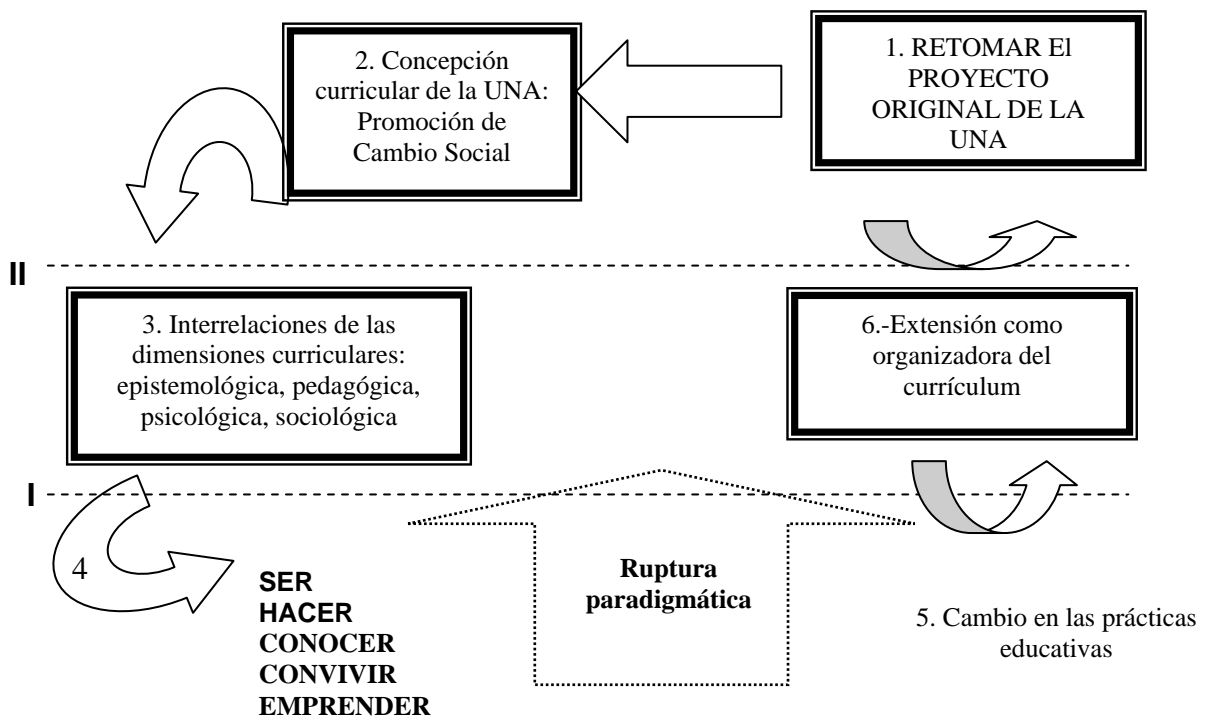 2. Concepción
curricular de la UNA:
Promoción de
Cambio Social
1. RETOMAR El
PROYECTO
ORIGINAL DE LA
UNA
II
3. Interrelaciones de las
dimensiones curriculares:
epistemológica, pedagógica,
psicológica, sociológica
6.-Extensión como
organizadora del
currículum
I
4
SER
HACER
CONOCER
CONVIVIR
EMPRENDER
Ruptura
paradigmática
5. Cambio en las prácticas
educativas